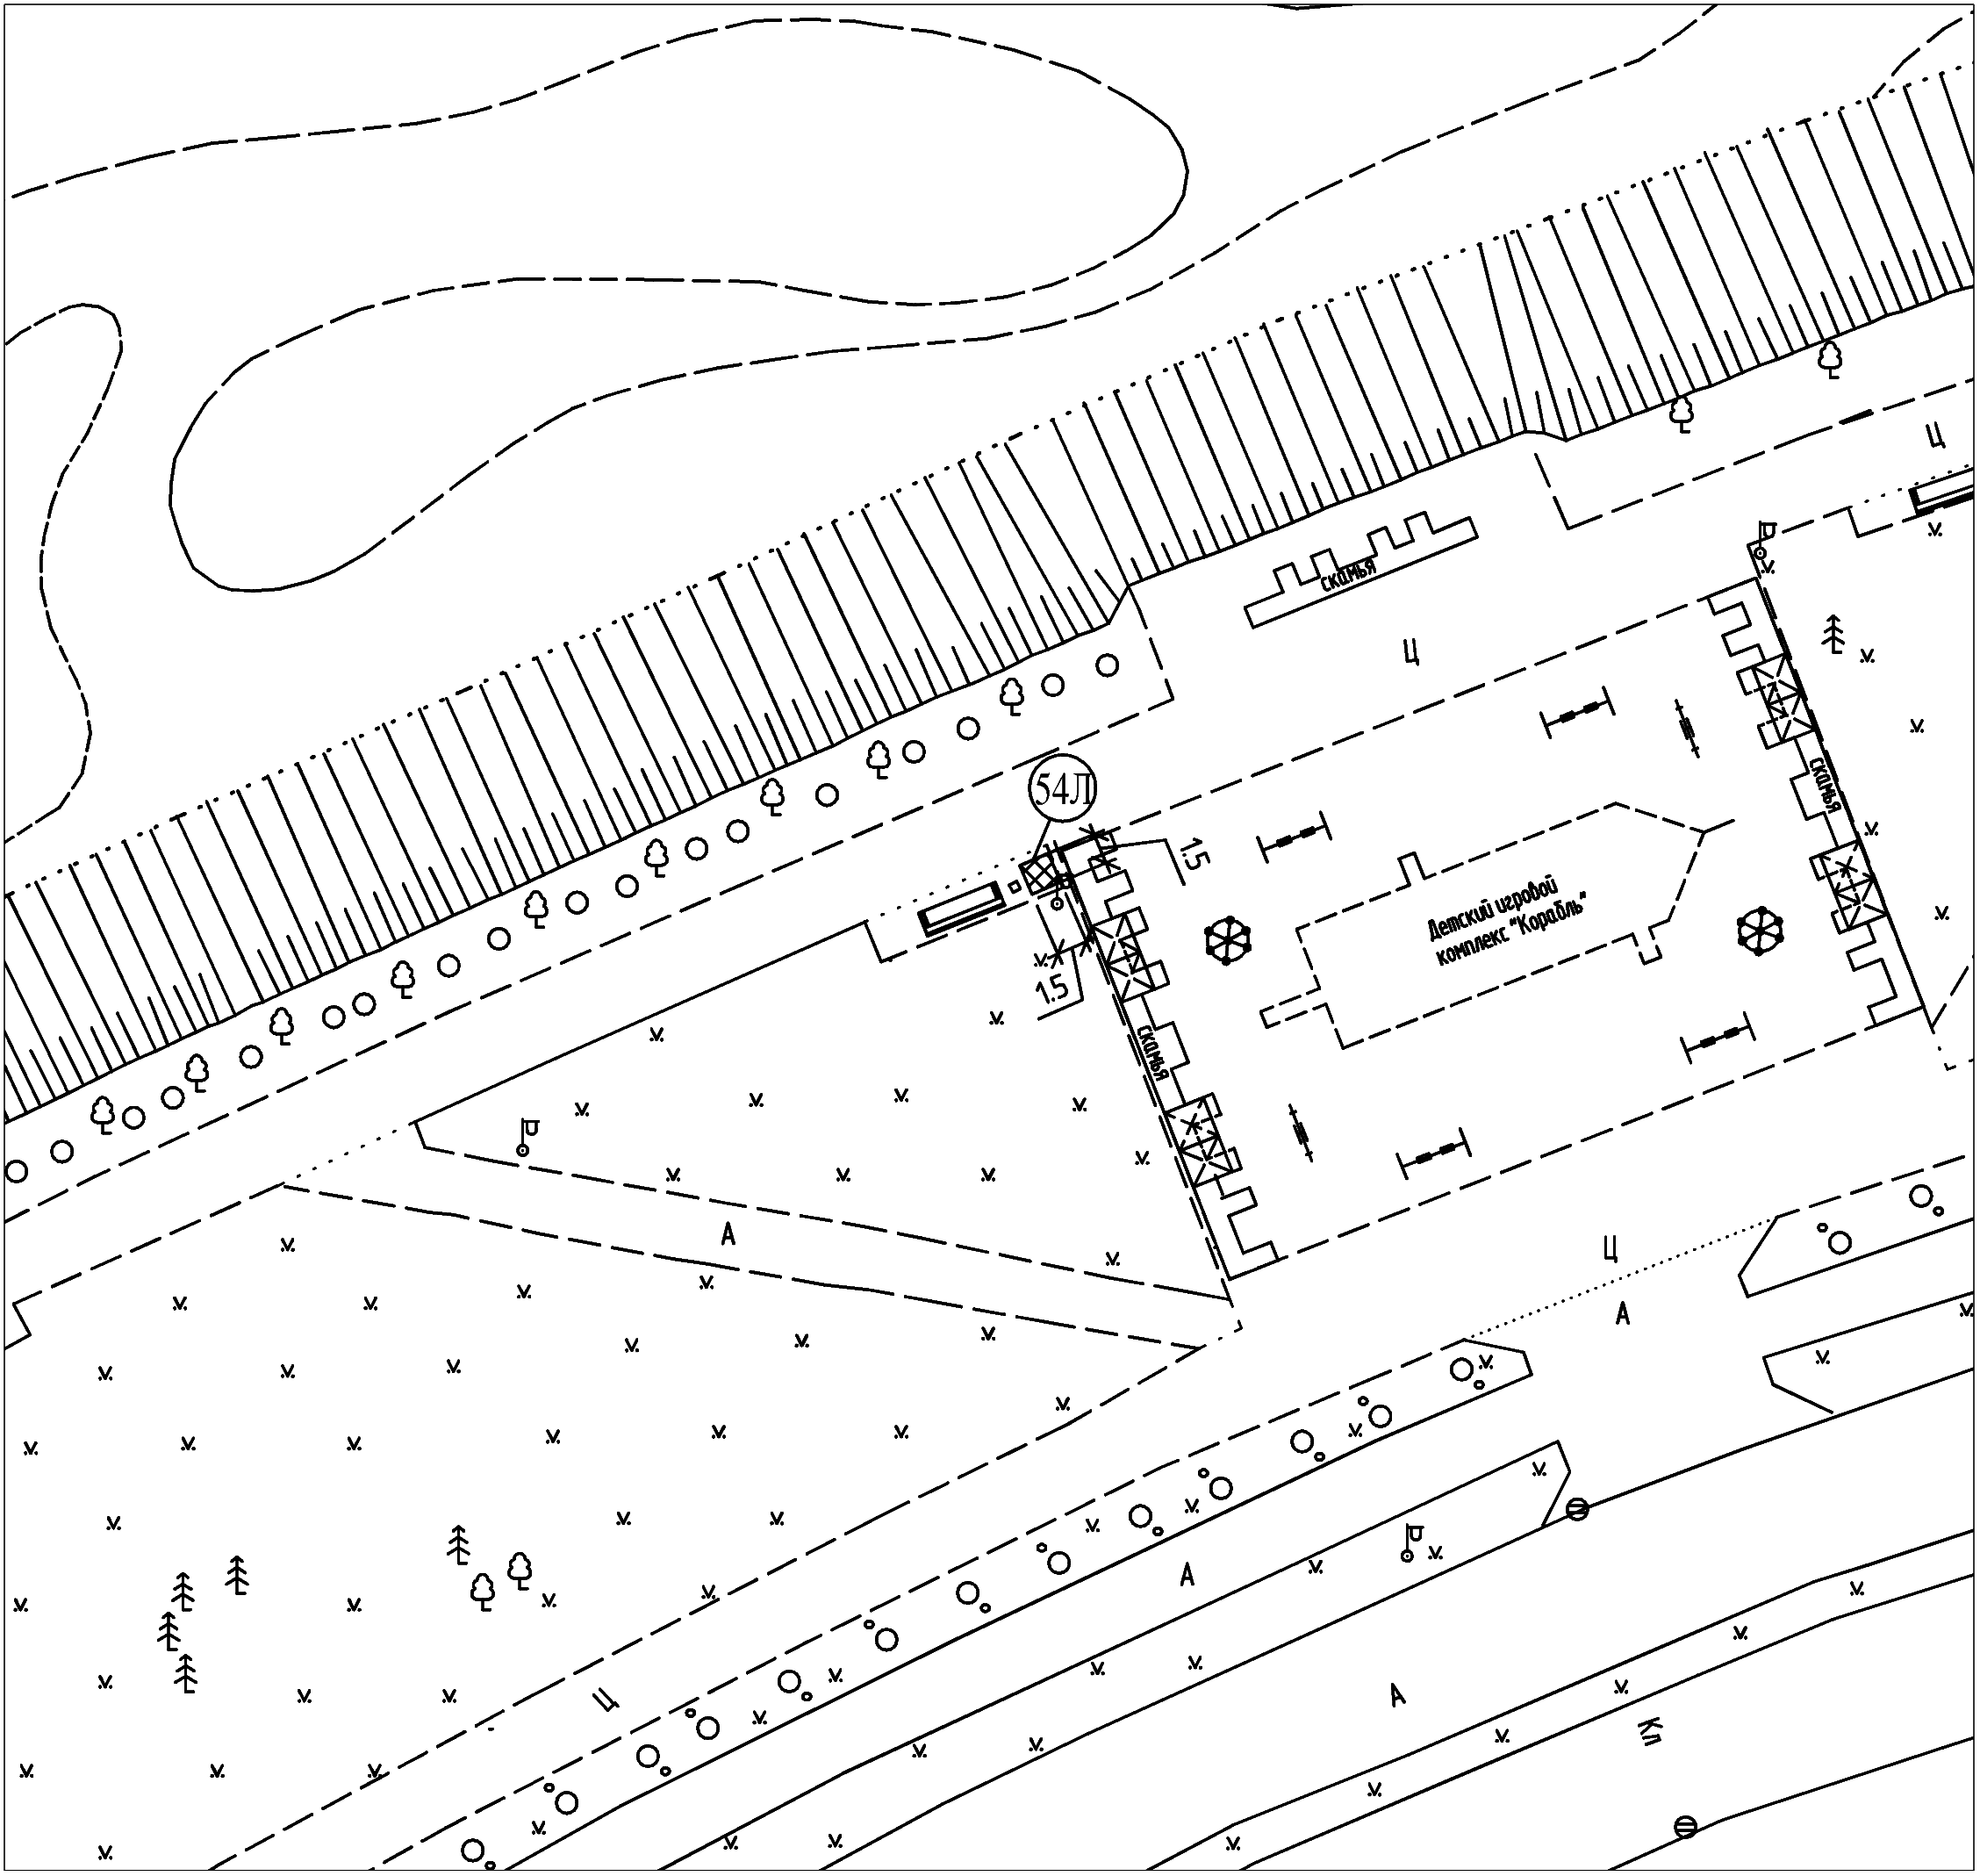 Ц
скамья
Ц
54Л
1.5
скамья
Детский игровой
комплекс "Корабль"
1.5
скамья
А
Ц
А
А
Ц
А
Кл